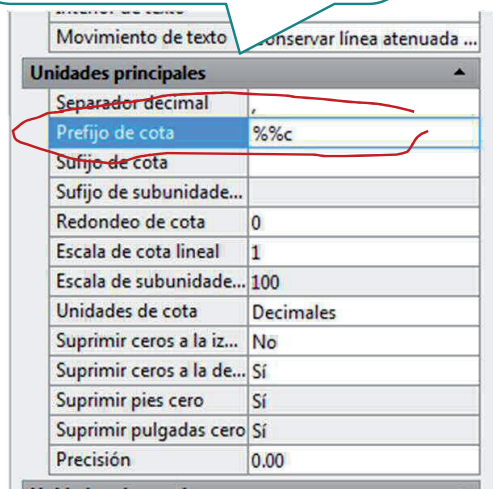 Movimiento de texto Conservar línea atenuada ...
Unidades principales
Separador decimal ,
Prefijo de cota %%c
Sufijo de cota
Sufijo de subunidade...
Redondeo de cota 0
Escala de cota lineal 1
Escala de subunidade... 100
Unidades de cota Decimales
Suprimir ceros a la iz... No
Suprimir ceros a la de... Sí
Suprimir pies cero Sí
Suprimir pulgadas cero Sí
Precisión 0.00